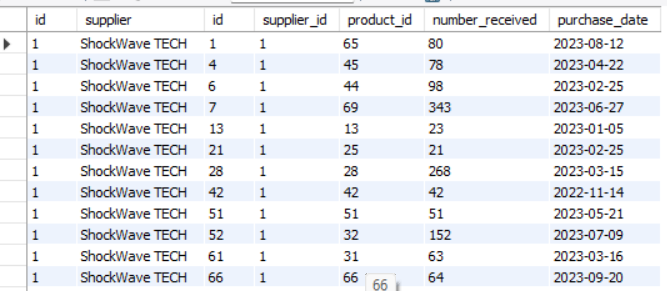 id supplier id supplier_id product_id number_received purchase_date
1 ShockWave TECH 1 1 65 80 2023-08-12
1 ShockWave TECH 4 1 45 78 2023-04-22
1 ShockWave TECH 6 1 44 98 2023-02-25
1 ShockWave TECH 7 1 69 343 2023-06-27
1 ShockWave TECH 13 1 13 23 2023-01-05
1 ShockWave TECH 21 1 25 21 2023-02-25
1 ShockWave TECH 28 1 28 268 2023-03-15
1 ShockWave TECH 42 1 42 42 2022-11-14
1 ShockWave TECH 51 1 51 51 2023-05-21
1 ShockWave TECH 52 1 32 152 2023-07-09
1 ShockWave TECH 61 1 31 63 2023-03-16
1 ShockWave TECH 66 1 66 64 2023-09-20
66